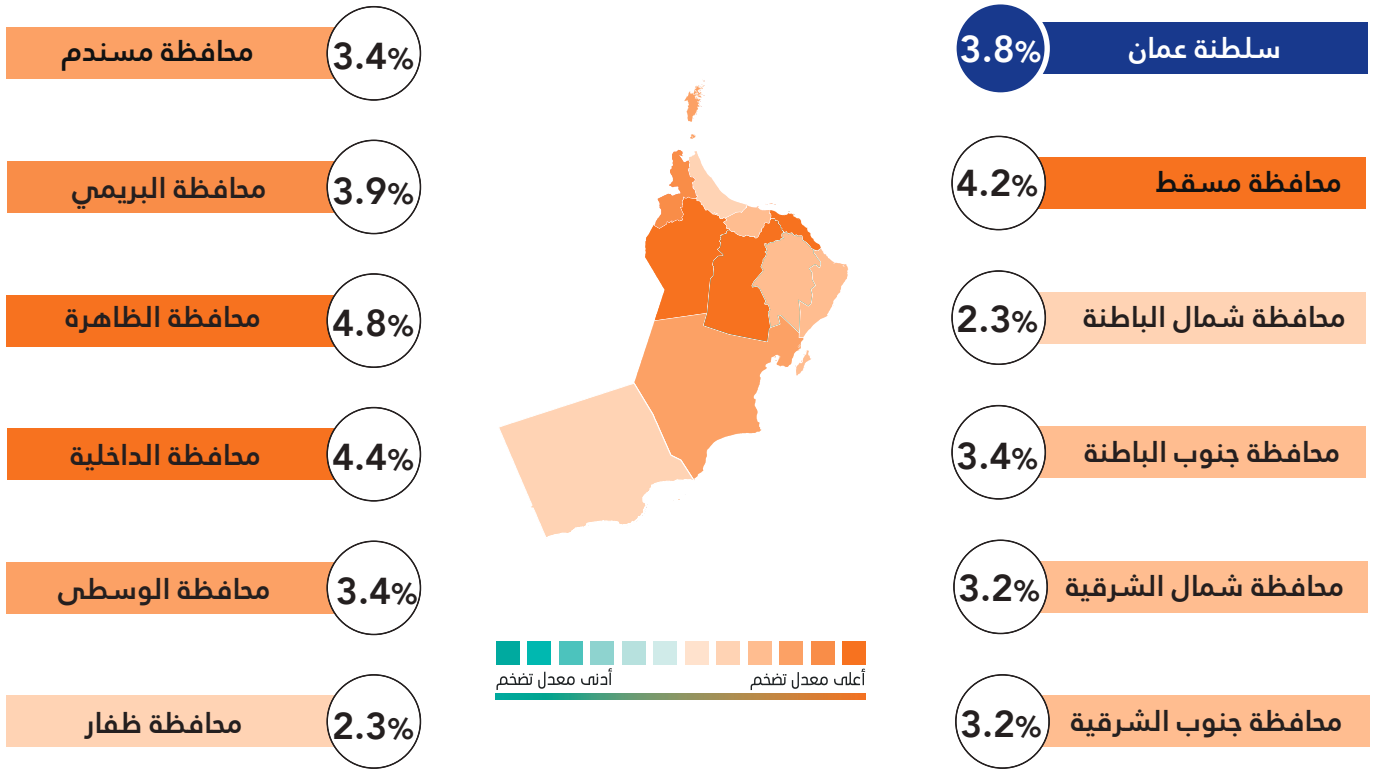 سلطنة عمان
3.8%
محافظة مسقط
4.2%
محافظة شمال الباطنة
2.3%
محافظة جنوب الباطنة
3.4%
محافظة شمال الشرقية
3.2%
محافظة جنوب الشرقية
3.2%
محافظة مسندم
3.4%
محافظة البريمي
3.9%
محافظة الظاهرة
4.8%
محافظة الداخلية
4.4%
محافظة الوسطى
3.4%
محافظة ظفار
2.3%
أعلى معدل تضخم
أدنى معدل تضخم